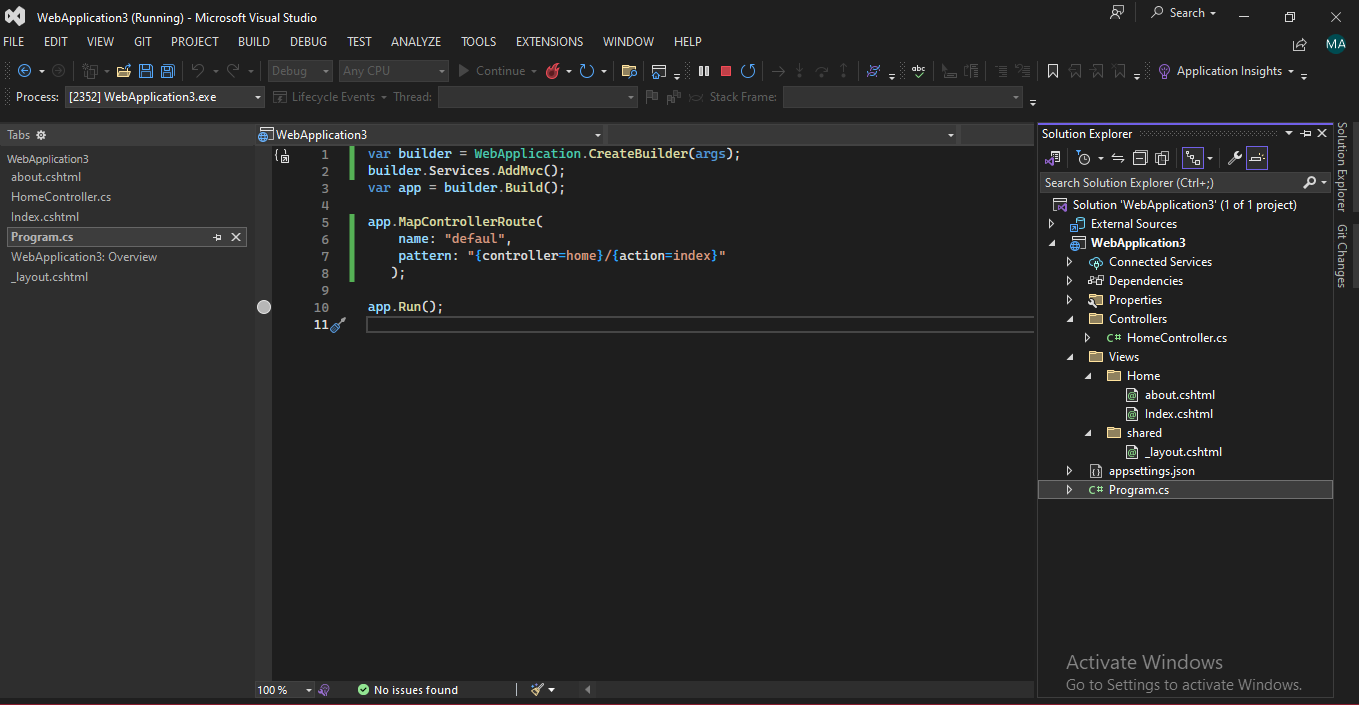 WebApplication3 (Running) - Microsoft Visual Studio
Search
FILE EDIT VIEW GIT PROJECT BUILD DEBUG TEST ANALYZE TOOLS EXTENSIONS WINDOW HELP
MA
Debug Any CPU Continue abc Application Insights
Process: [2352] WebApplication3.exe Lifecycle Events Thread: Stack Frame:
Tabs
WebApplication3
about.cshtml
HomeController.cs
Index.cshtml
Program.cs
WebApplication3: Overview
_layout.cshtml
WebApplication3
1 var builder = WebApplication.CreateBuilder(args);
2 builder.Services.AddMvc();
3 var app = builder.Build();
4
5 app.MapControllerRoute(
6 name: "defaul",
7 pattern: "{controller=home}/{action=index}"
8 );
9
10 app.Run();
11
100 % No issues found
Solution Explorer
Search Solution Explorer (Ctrl+;)
Solution 'WebApplication3' (1 of 1 project)
External Sources
WebApplication3
Connected Services
Dependencies
Properties
Controllers
C# HomeController.cs
Views
Home
about.cshtml
Index.cshtml
shared
_layout.cshtml
appsettings.json
C# Program.cs
Solution Explorer
Git Changes
Activate Windows
Go to Settings to activate Windows.